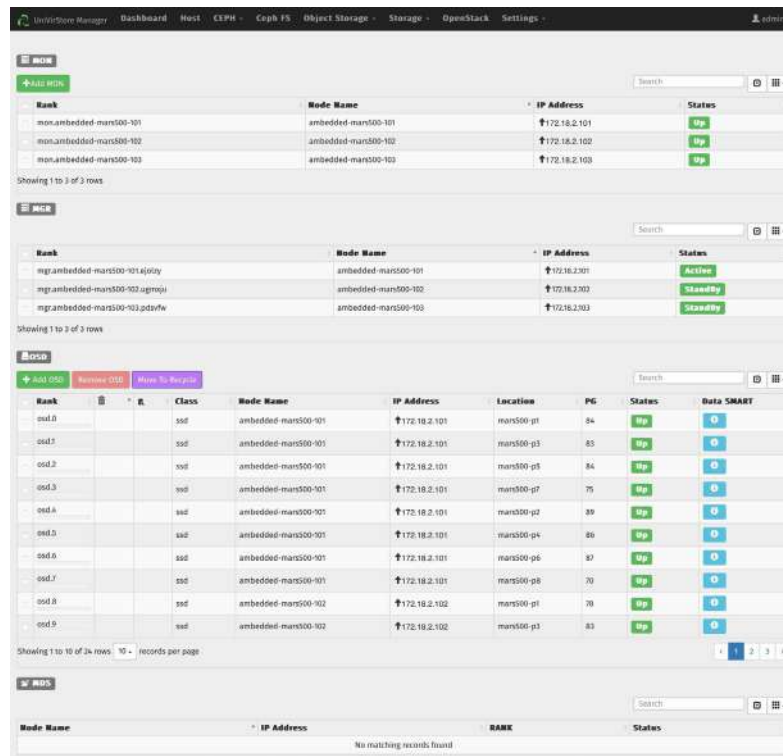 UniVirStore Manager Dashboard Host CEPH Ceph FS Object Storage Storage OpenStack Settings admin
MON
+Add MON Search
Rank Node Name IP Address Status
mon.ambedded-mars500-101 ambedded-mars500-101 172.18.2.101 Up
mon.ambedded-mars500-102 ambedded-mars500-102 172.18.2.102 Up
mon.ambedded-mars500-103 ambedded-mars500-103 172.18.2.103 Up
Showing 1 to 3 of 3 rows
MGR
Search
Rank Node Name IP Address Status
ambedded-mars500-101 172.18.2.101 Active
ambedded-mars500-102 172.18.2.102 StandBy
ambedded-mars500-103 172.18.2.103 StandBy
Showing 1 to 3 of 3 rows
OSD
+ Add OSD Remove OSD Move To Recycle Search
Rank Class Node Name IP Address Location PG Status Data SMART
osd.0 ssd ambedded-mars500-101 172.18.2.101 mars500-p1 84 Up
osd.1 ssd ambedded-mars500-101 172.18.2.101 mars500-p3 83 Up
osd.2 ssd ambedded-mars500-101 172.18.2.101 mars500-p5 84 Up
osd.3 ssd ambedded-mars500-101 172.18.2.101 mars500-p7 75 Up
osd.4 ssd ambedded-mars500-101 172.18.2.101 mars500-p2 89 Up
osd.5 ssd ambedded-mars500-101 172.18.2.101 mars500-p4 Up
osd.6 ssd ambedded-mars500-101 172.18.2.101 mars500-p6 87 Up
osd.7 ssd ambedded-mars500-101 172.18.2.101 mars500-p8 70 Up
osd.8 ssd ambedded-mars500-102 172.18.2.102 mars500-p1 Up
osd.9 ssd ambedded-mars500-102 172.18.2.102 mars500-p3 83 Up
Showing 1 to 10 of 24 rows 10 records per page ‹ 1 2 3
MDS
Search
Node Name IP Address RANK Status
No matching records found